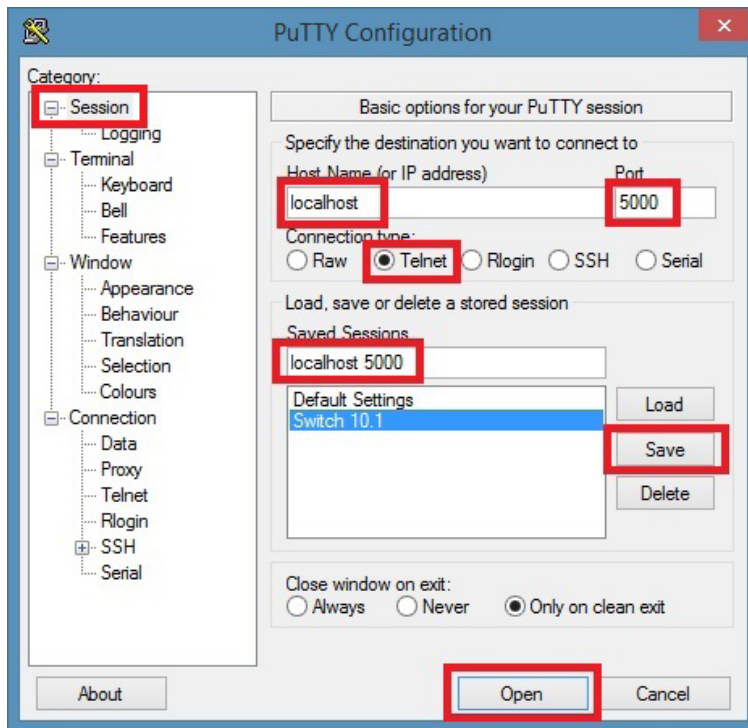 PuTTY Configuration
Category:
Session
Logging
Terminal
Keyboard
Bell
Features
Window
Appearance
Behaviour
Translation
Selection
Colours
Connection
Data
Proxy
Telnet
Rlogin
SSH
Serial
Basic options for your PuTTY session
Specify the destination you want to connect to
Host Name (or IP address) Port
localhost 5000
Connection type:
Raw Telnet Rlogin SSH Serial
Load, save or delete a stored session
Saved Sessions
localhost 5000
Default Settings
Switch 10.1
Load
Save
Delete
Close window on exit:
Always Never Only on clean exit
About Open Cancel